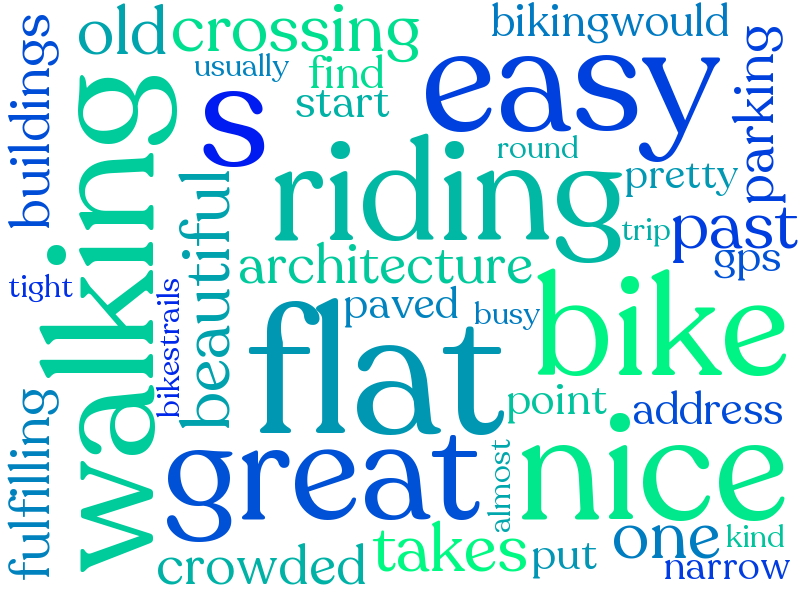 old
crossing
bikingwould
buildings
usually
find
easy
parking
start
s
walking
round
riding
pretty
beautiful
trip
past
architecture
gps
tight
bikestrails
paved
busy
bike
flat
point
address
fulfilling
great
almost
nice
crowded
takes
put
one
kind
narrow